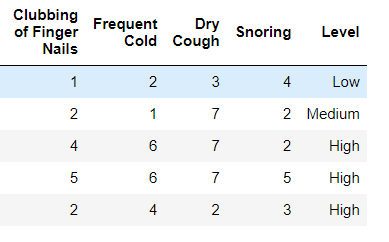 Clubbing of Finger Nails Frequent Cold Dry Cough Snoring Level
1 2 3 4 Low
2 1 7 2 Medium
4 6 7 2 High
5 6 7 5 High
2 4 2 3 High